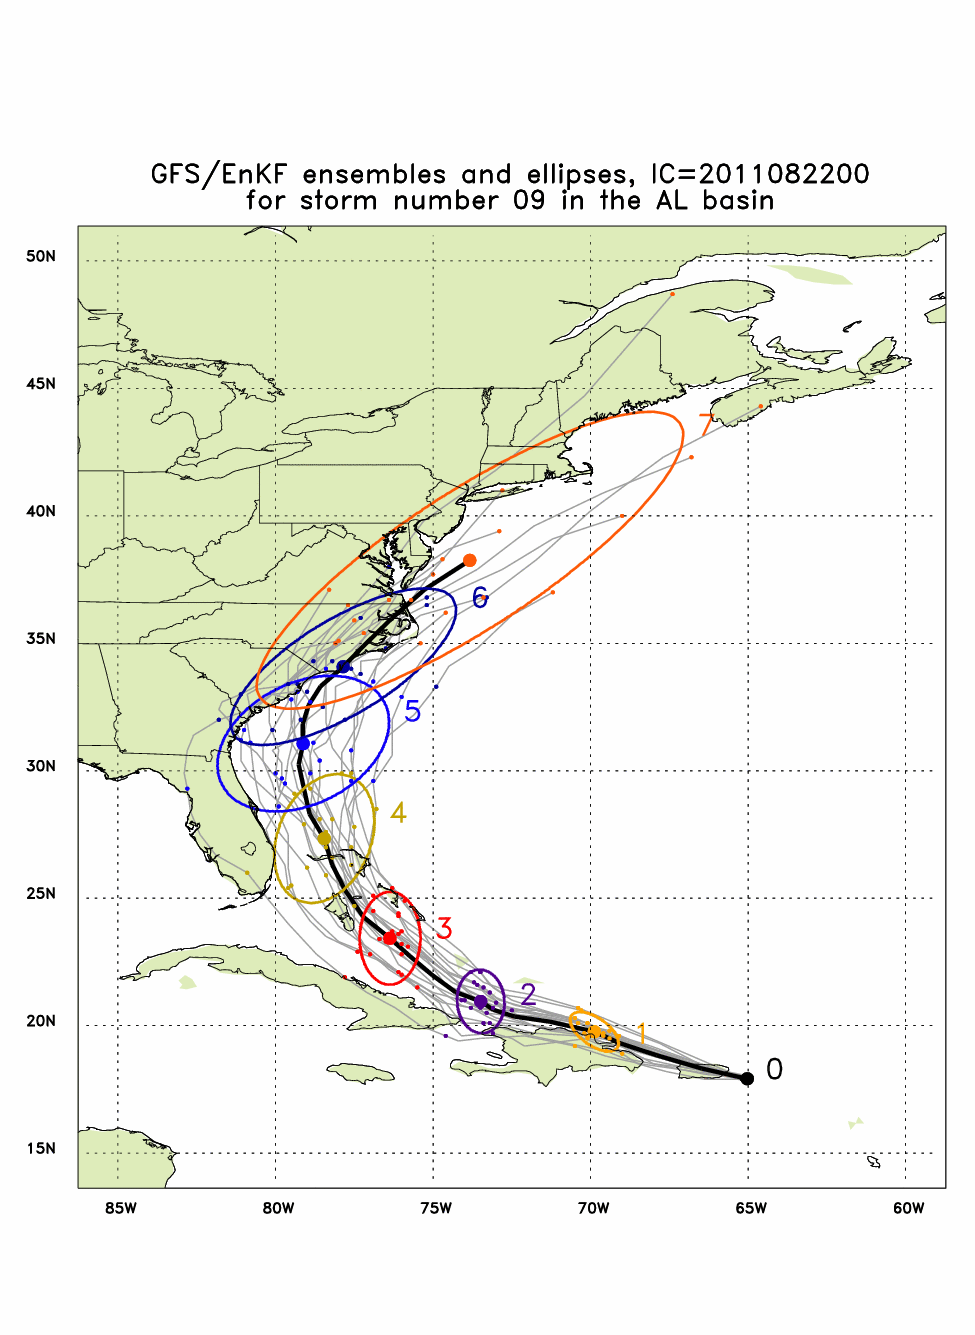 GFS/EnKF ensembles and ellipses, IC=2011082200
for storm number 09 in the AL basin
50N
45N
7
40N
6
35N
5
30N
4
25N
3
2
20N
1
0
15N
85W 80W 75W 70W 65W 60W